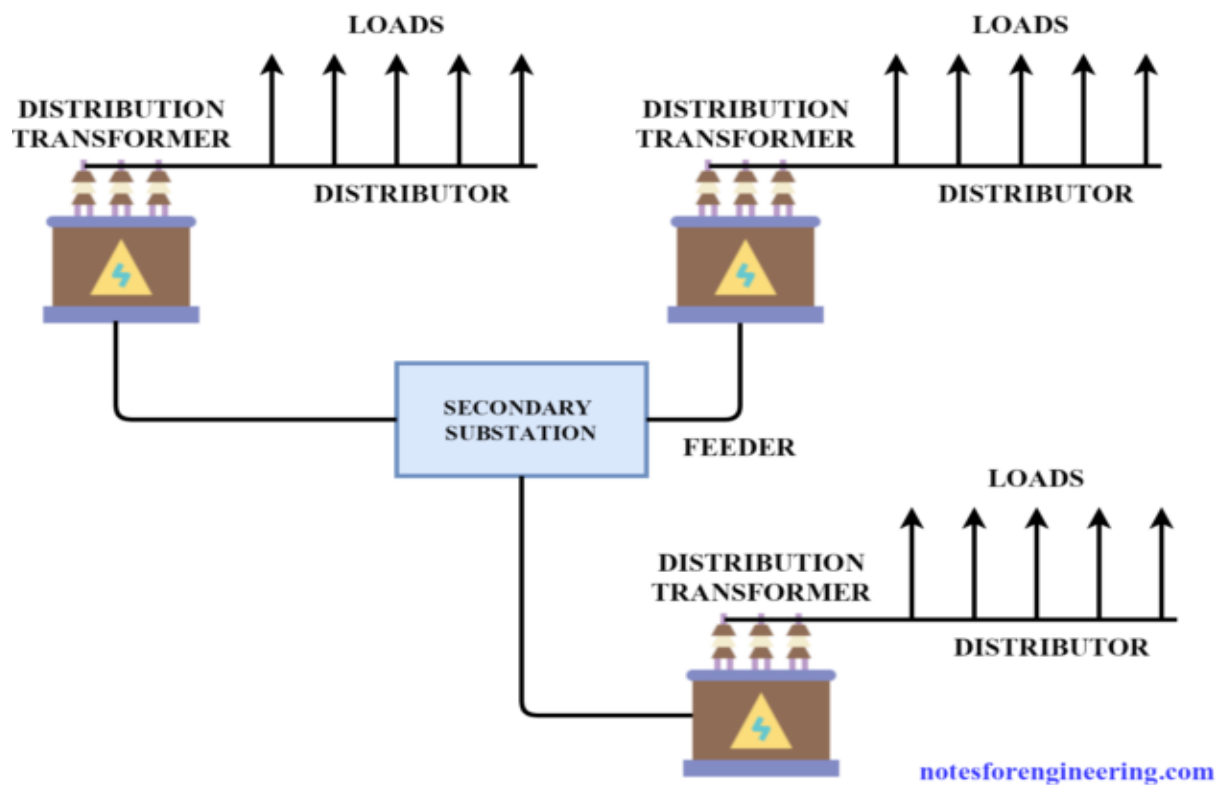 LOADS
DISTRIBUTION
TRANSFORMER
DISTRIBUTOR
LOADS
DISTRIBUTION
TRANSFORMER
DISTRIBUTOR
SECONDARY
SUBSTATION
FEEDER
LOADS
DISTRIBUTION
TRANSFORMER
DISTRIBUTOR
notesforengineering.com